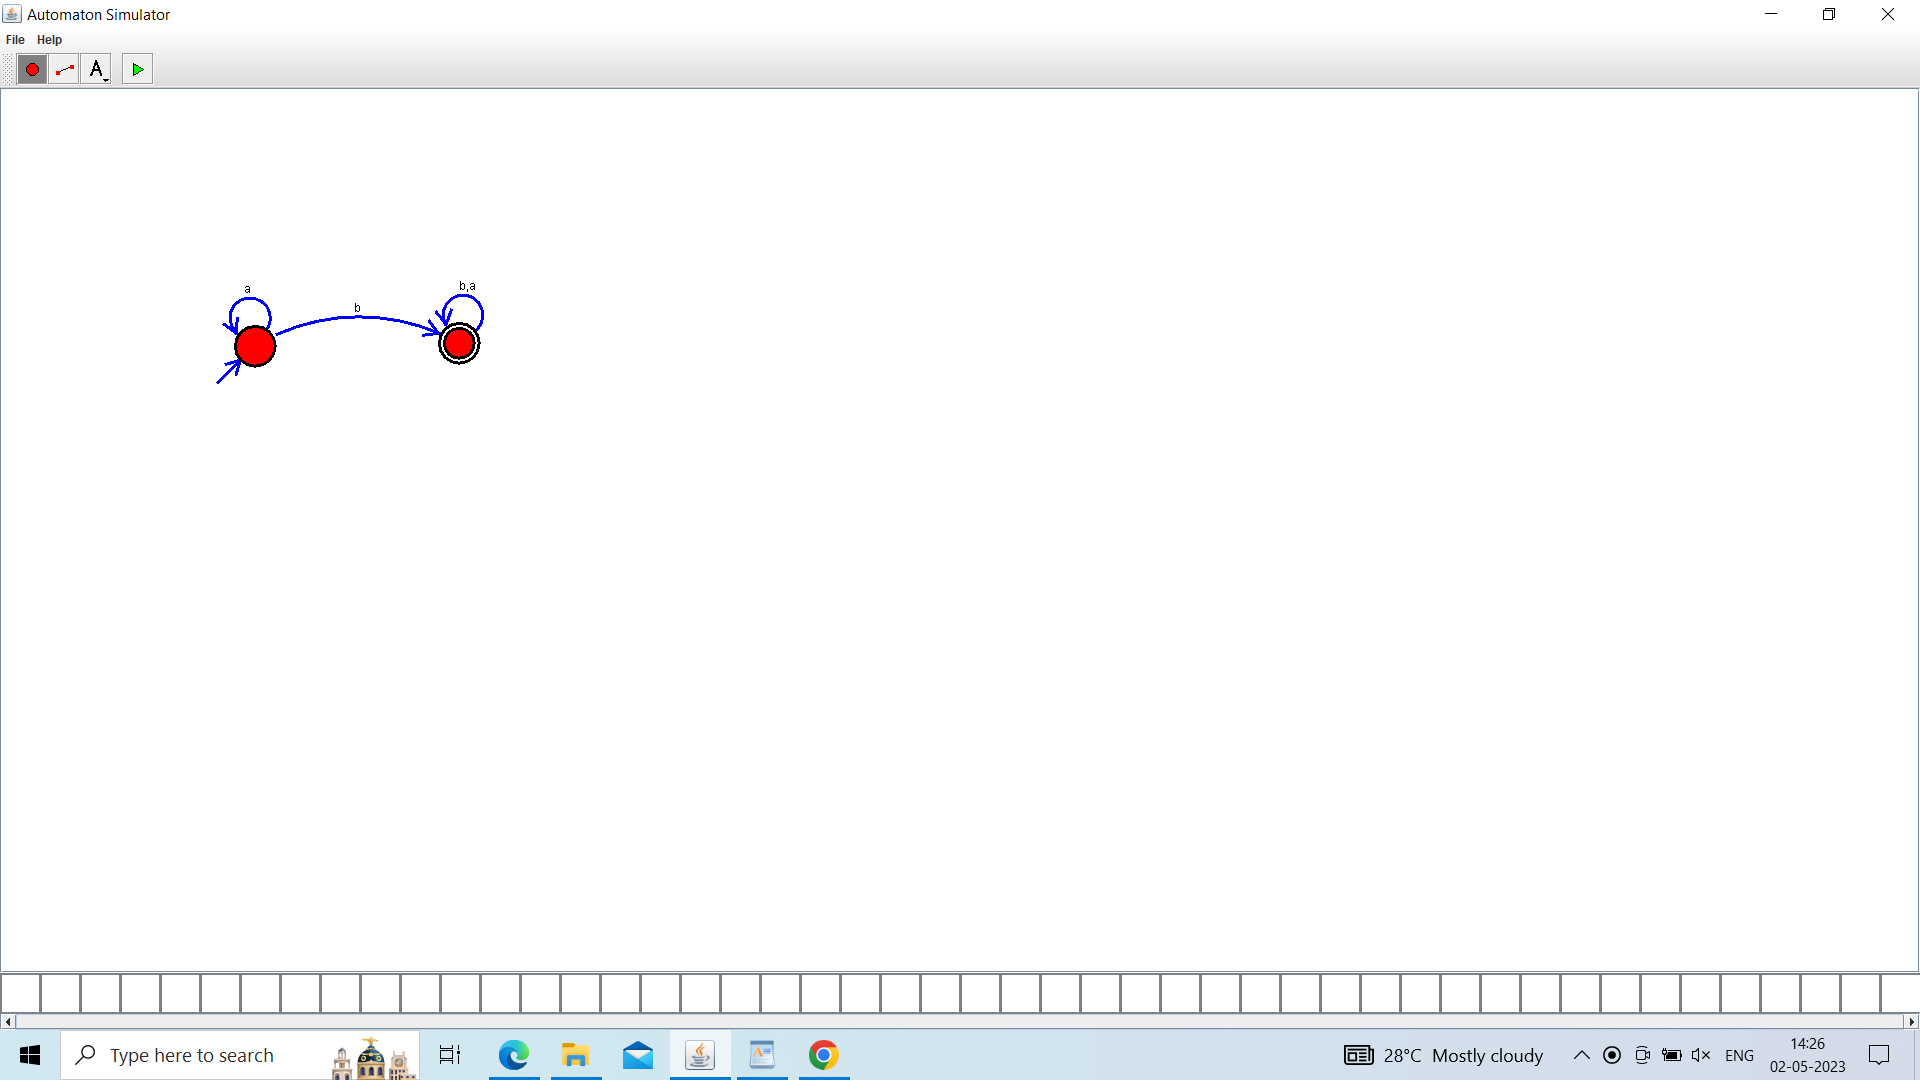 Automaton Simulator
File Help
A
a
b
b,a
Type here to search
28°C Mostly cloudy
ENG
14:26
02-05-2023